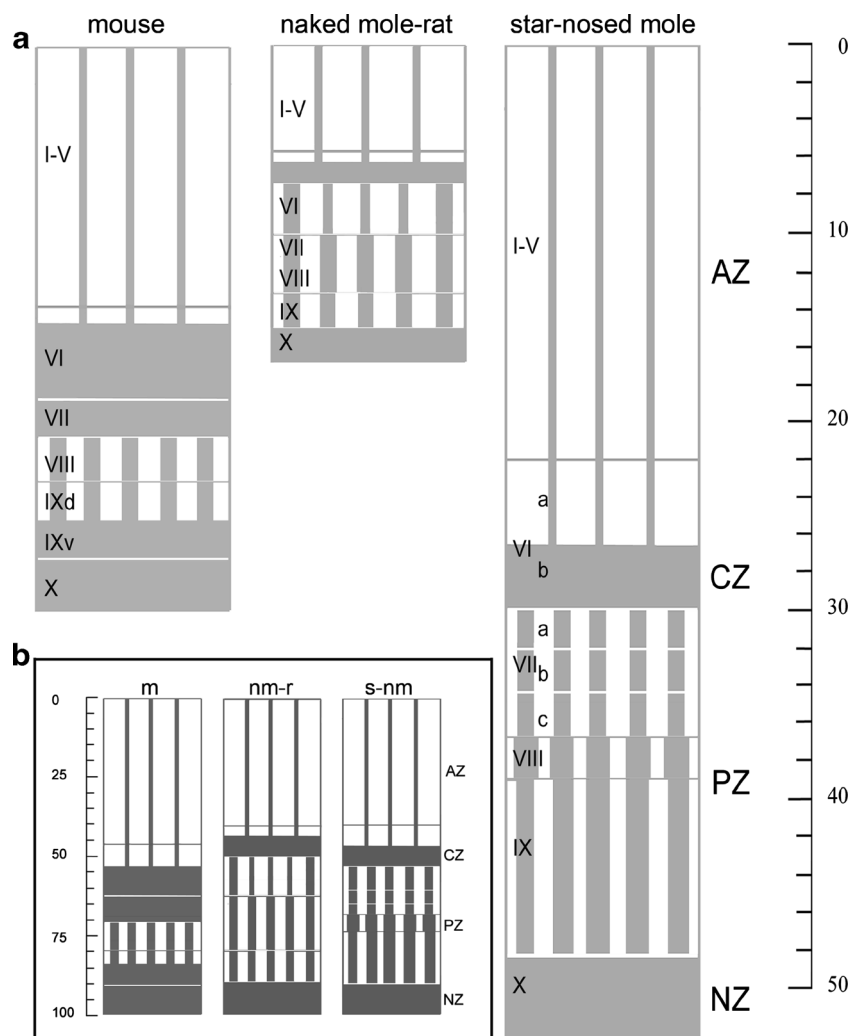 a
mouse
naked mole-rat
star-nosed mole
I-V
VI
VII
VIII
IXd
IXv
X
I-V
VI
VII
VIII
IX
X
I-V
a
VI
b
a
VII b
c
VIII
IX
X
AZ
CZ
PZ
NZ
0
10
20
30
40
50
b
m
nm-r
s-nm
0
25
50
75
100
AZ
CZ
PZ
NZ